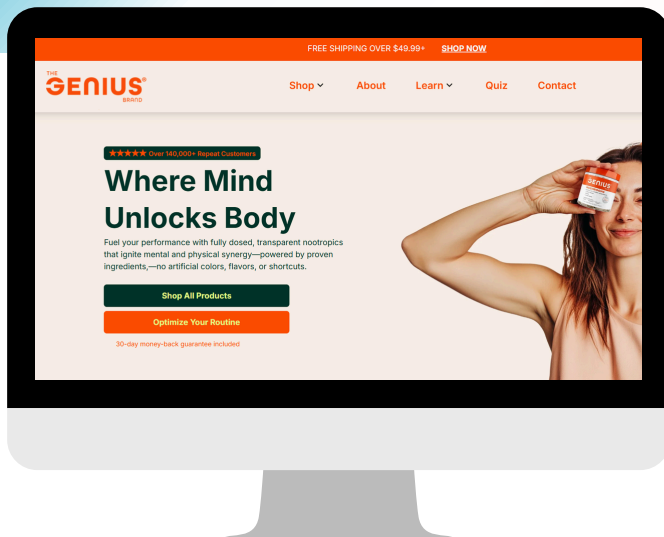 FREE SHIPPING OVER $49.99+ SHOP NOW
THE
GENIUS®
BRAND
Shop About Learn Quiz Contact
★★★★★ Over 140,000+ Repeat Customers
Where Mind
Unlocks Body
Fuel your performance with fully dosed, transparent nootropics
that ignite mental and physical synergy—powered by proven
ingredients,—no artificial colors, flavors, or shortcuts.
GENIUS
Shop All Products
Optimize Your Routine
30-day money-back guarantee included